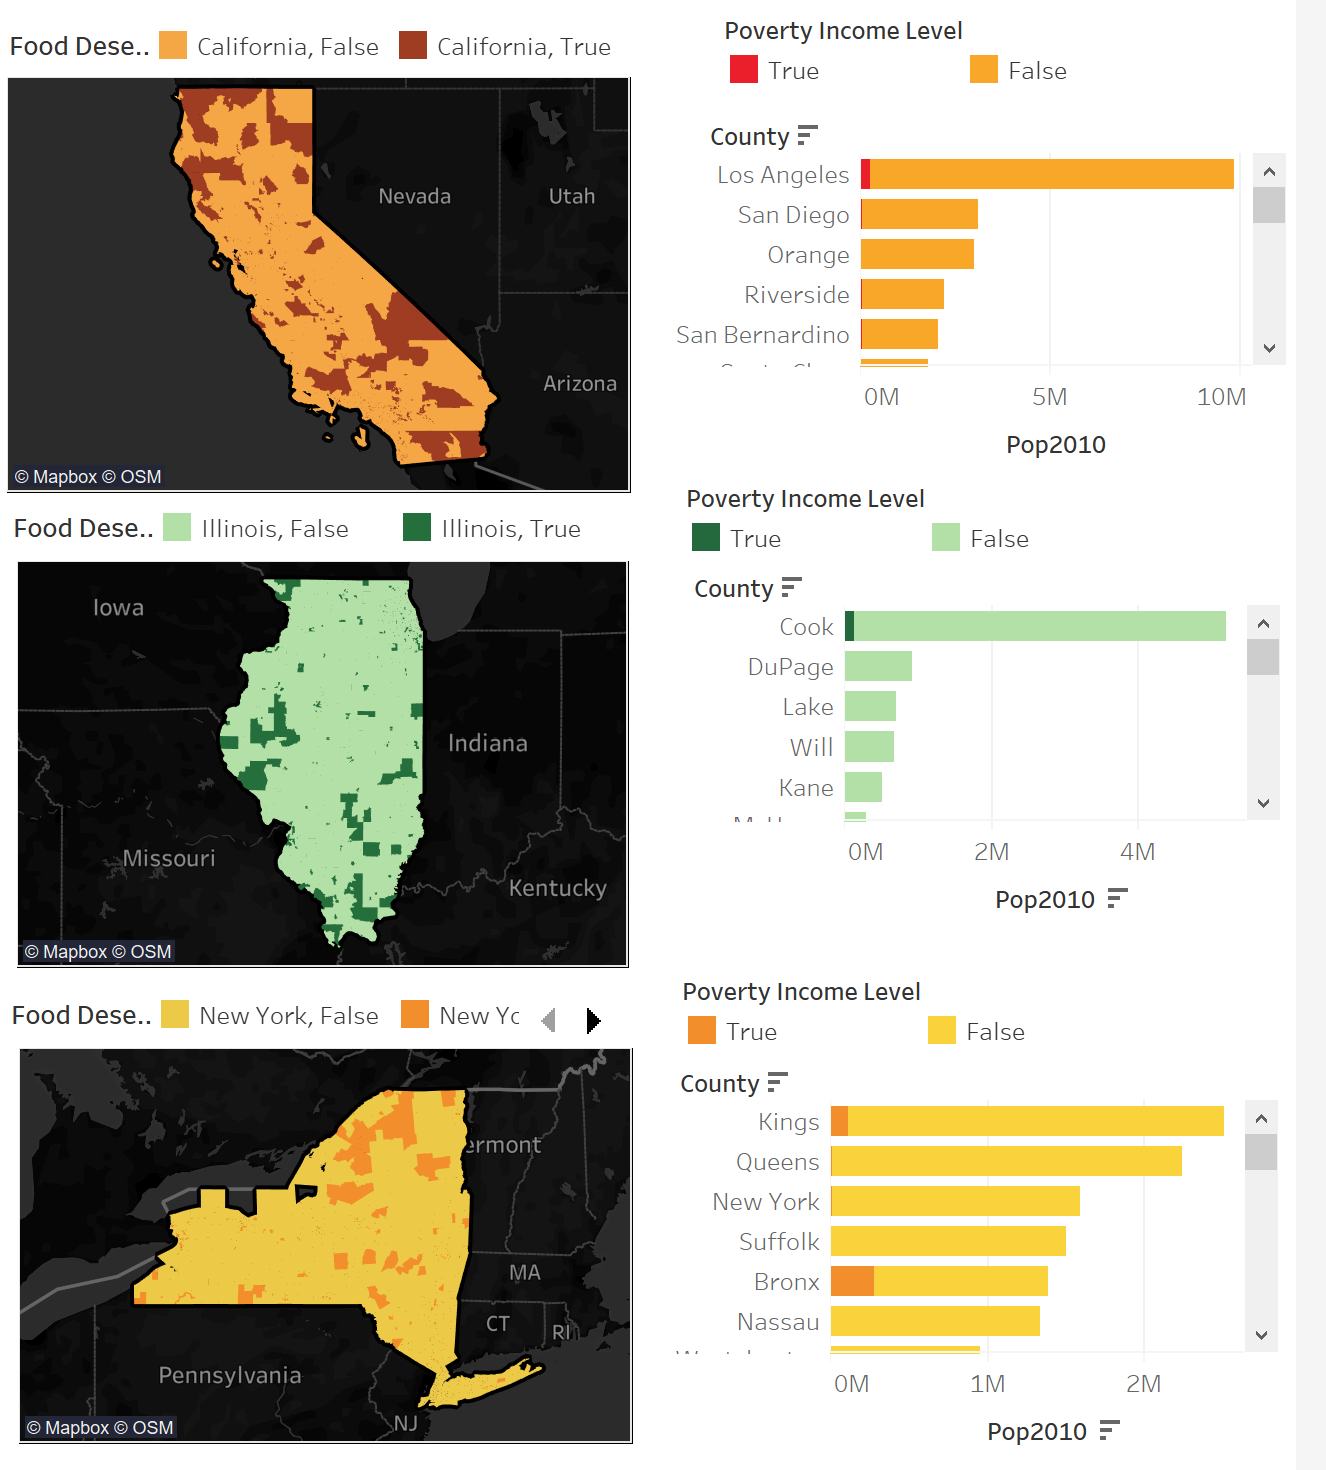 Food Dese.. California, False California, True
Nevada
Utah
Arizona
© Mapbox © OSM
Poverty Income Level
True False
County
Los Angeles
San Diego
Orange
Riverside
San Bernardino
0M 5M 10M
Pop2010
Food Dese.. Illinois, False Illinois, True
Iowa
Indiana
Missouri
Kentucky
© Mapbox © OSM
Poverty Income Level
True False
County
Cook
DuPage
Lake
Will
Kane
0M 2M 4M
Pop2010
Food Dese.. New York, False New Yc
ermont
MA
CT
RI
Pennsylvania
NJ
© Mapbox © OSM
Poverty Income Level
True False
County
Kings
Queens
New York
Suffolk
Bronx
Nassau
0M 1M 2M
Pop2010